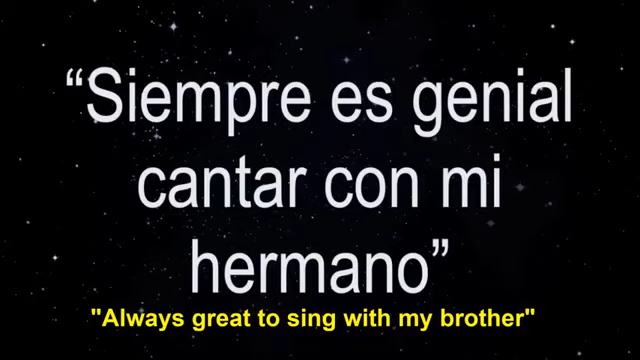 “Siempre es genial
cantar con mi
hermano”
"Always great to sing with my brother"